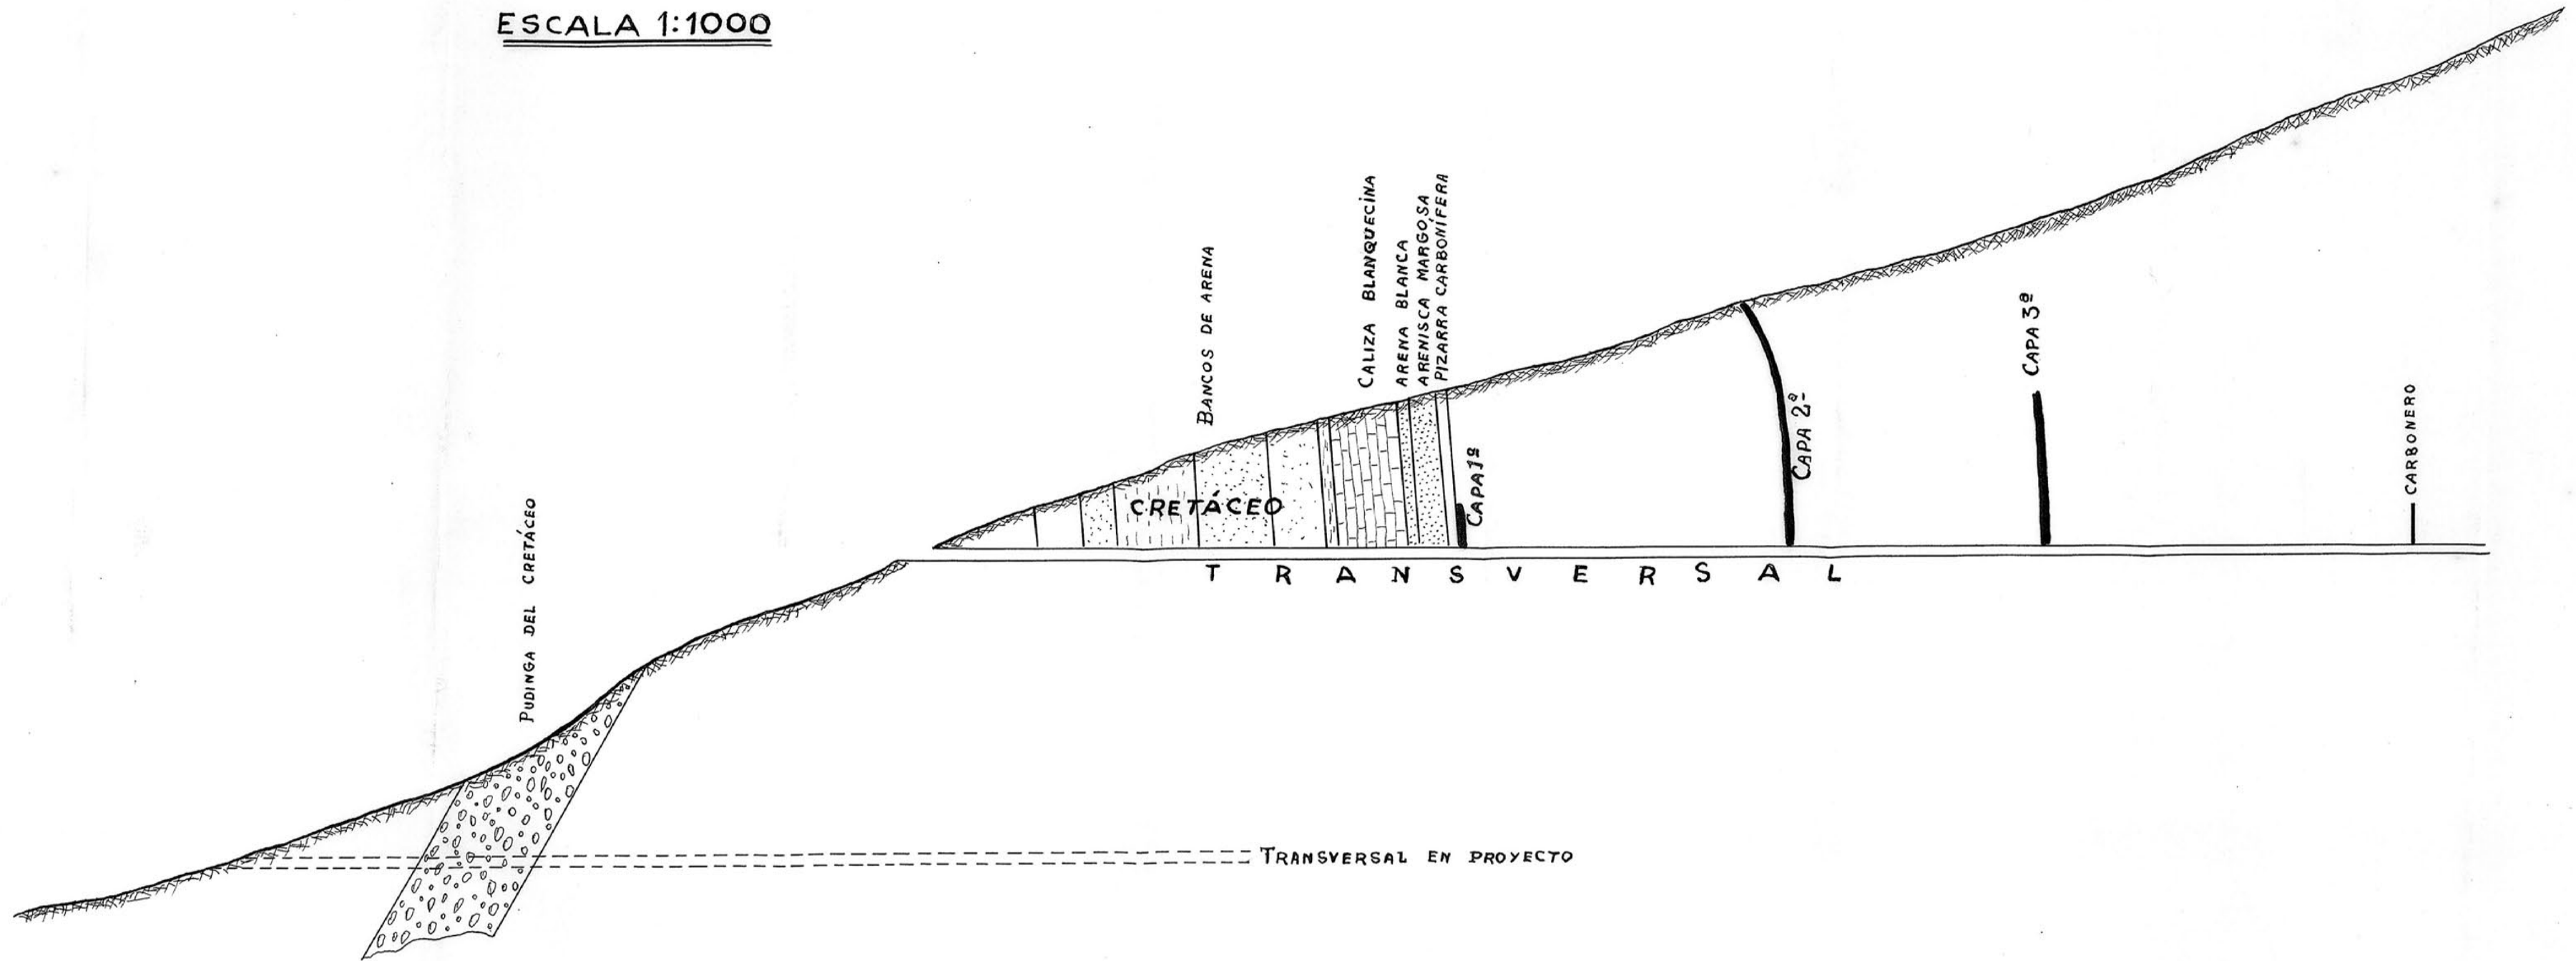 ESCALA 1:1000
PUDINGA DEL CRETÁCEO
BANCOS DE ARENA
CALIZA BLANQUECINA
ARENA BLANCA
ARENISCA MARGOSA
PIZARRA CARBONÍFERA
CRETÁCEO
CAPA 1ª
CAPA 2ª
CAPA 3ª
CARBONERO
TRANSVERSAL
TRANSVERSAL EN PROYECTO